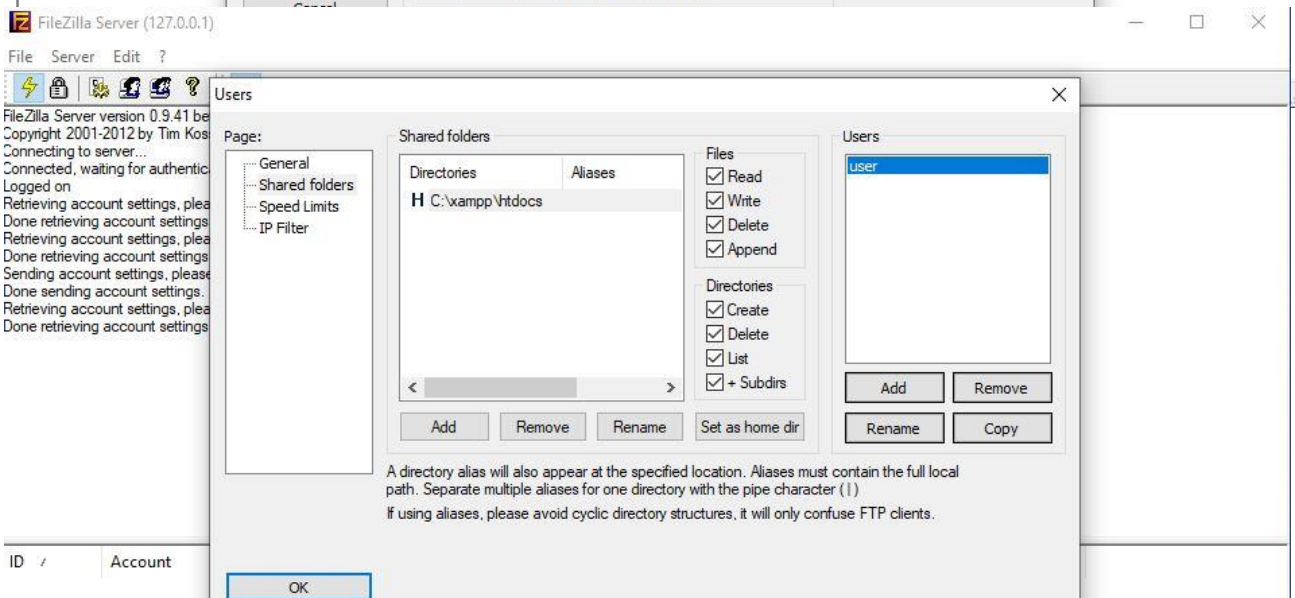 Cancel
FileZilla Server (127.0.0.1)
File Server Edit ?
FileZilla Server version 0.9.41 be
Copyright 2001-2012 by Tim Kos
Connecting to server...
Connected, waiting for authentic
Logged on
Retrieving account settings, plea
Done retrieving account settings
Retrieving account settings, plea
Done retrieving account settings
Sending account settings, please
Done sending account settings.
Retrieving account settings, plea
Done retrieving account settings
ID / Account
Users
Page:
General
Shared folders
Speed Limits
IP Filter
Shared folders
Directories Aliases
H C:\xampp\htdocs
Files
Read
Write
Delete
Append
Directories
Create
Delete
List
+ Subdirs
Add Remove Rename Set as home dir
Users
user
Add Remove
Rename Copy
A directory alias will also appear at the specified location. Aliases must contain the full local
path. Separate multiple aliases for one directory with the pipe character (|)
If using aliases, please avoid cyclic directory structures, it will only confuse FTP clients.
OK